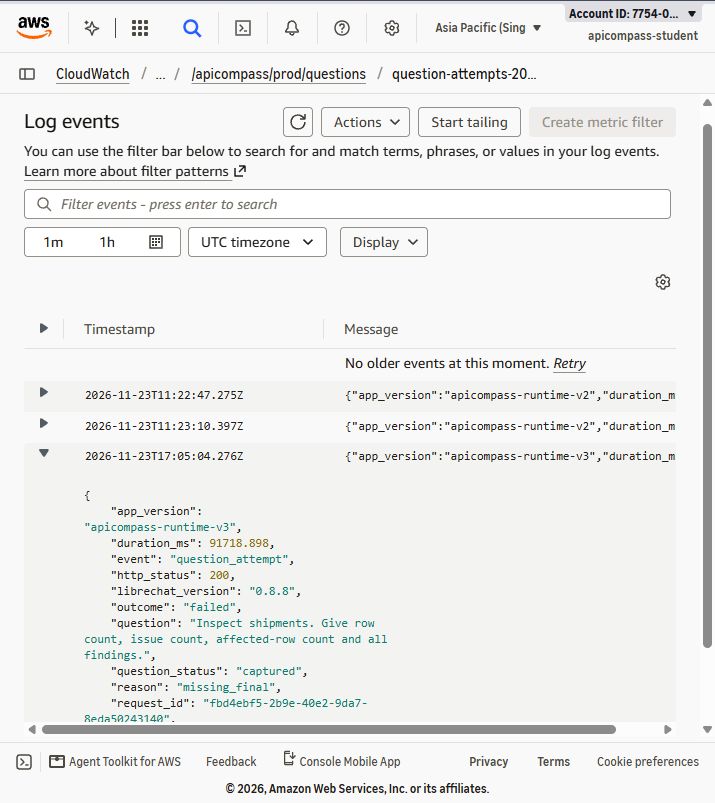 aws
Asia Pacific (Sing
Account ID: 7754-0...
apicompass-student
CloudWatch / ... / /apicompass/prod/questions / question-attempts-20...
Log events
Actions
Start tailing
Create metric filter
You can use the filter bar below to search for and match terms, phrases, or values in your log events.
Learn more about filter patterns
Filter events - press enter to search
1m 1h
UTC timezone
Display
Timestamp Message
No older events at this moment. Retry
2026-11-23T11:22:47.275Z {"app_version":"apicompass-runtime-v2","duration_m
2026-11-23T11:23:10.397Z {"app_version":"apicompass-runtime-v2","duration_m
2026-11-23T17:05:04.276Z {"app_version":"apicompass-runtime-v3","duration_m
{
"app_version":
"apicompass-runtime-v3",
"duration_ms": 91718.898,
"event": "question_attempt",
"http_status": 200,
"librechat_version": "0.8.8",
"outcome": "failed",
"question": "Inspect shipments. Give row
count, issue count, affected-row count and all
findings.",
"question_status": "captured",
"reason": "missing_final",
"request_id": "fbd4ebf5-2b9e-40e2-9da7-
8eda50243140",
Agent Toolkit for AWS
Feedback
Console Mobile App
Privacy
Terms
Cookie preferences
© 2026, Amazon Web Services, Inc. or its affiliates.